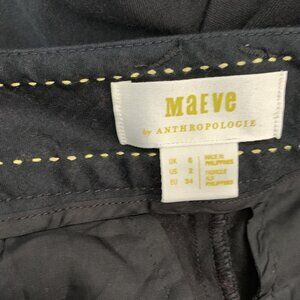 MAEVE
by ANTHROPOLOGIE
UK 6 MADE IN
US 2 PHILIPPINES
EU 34